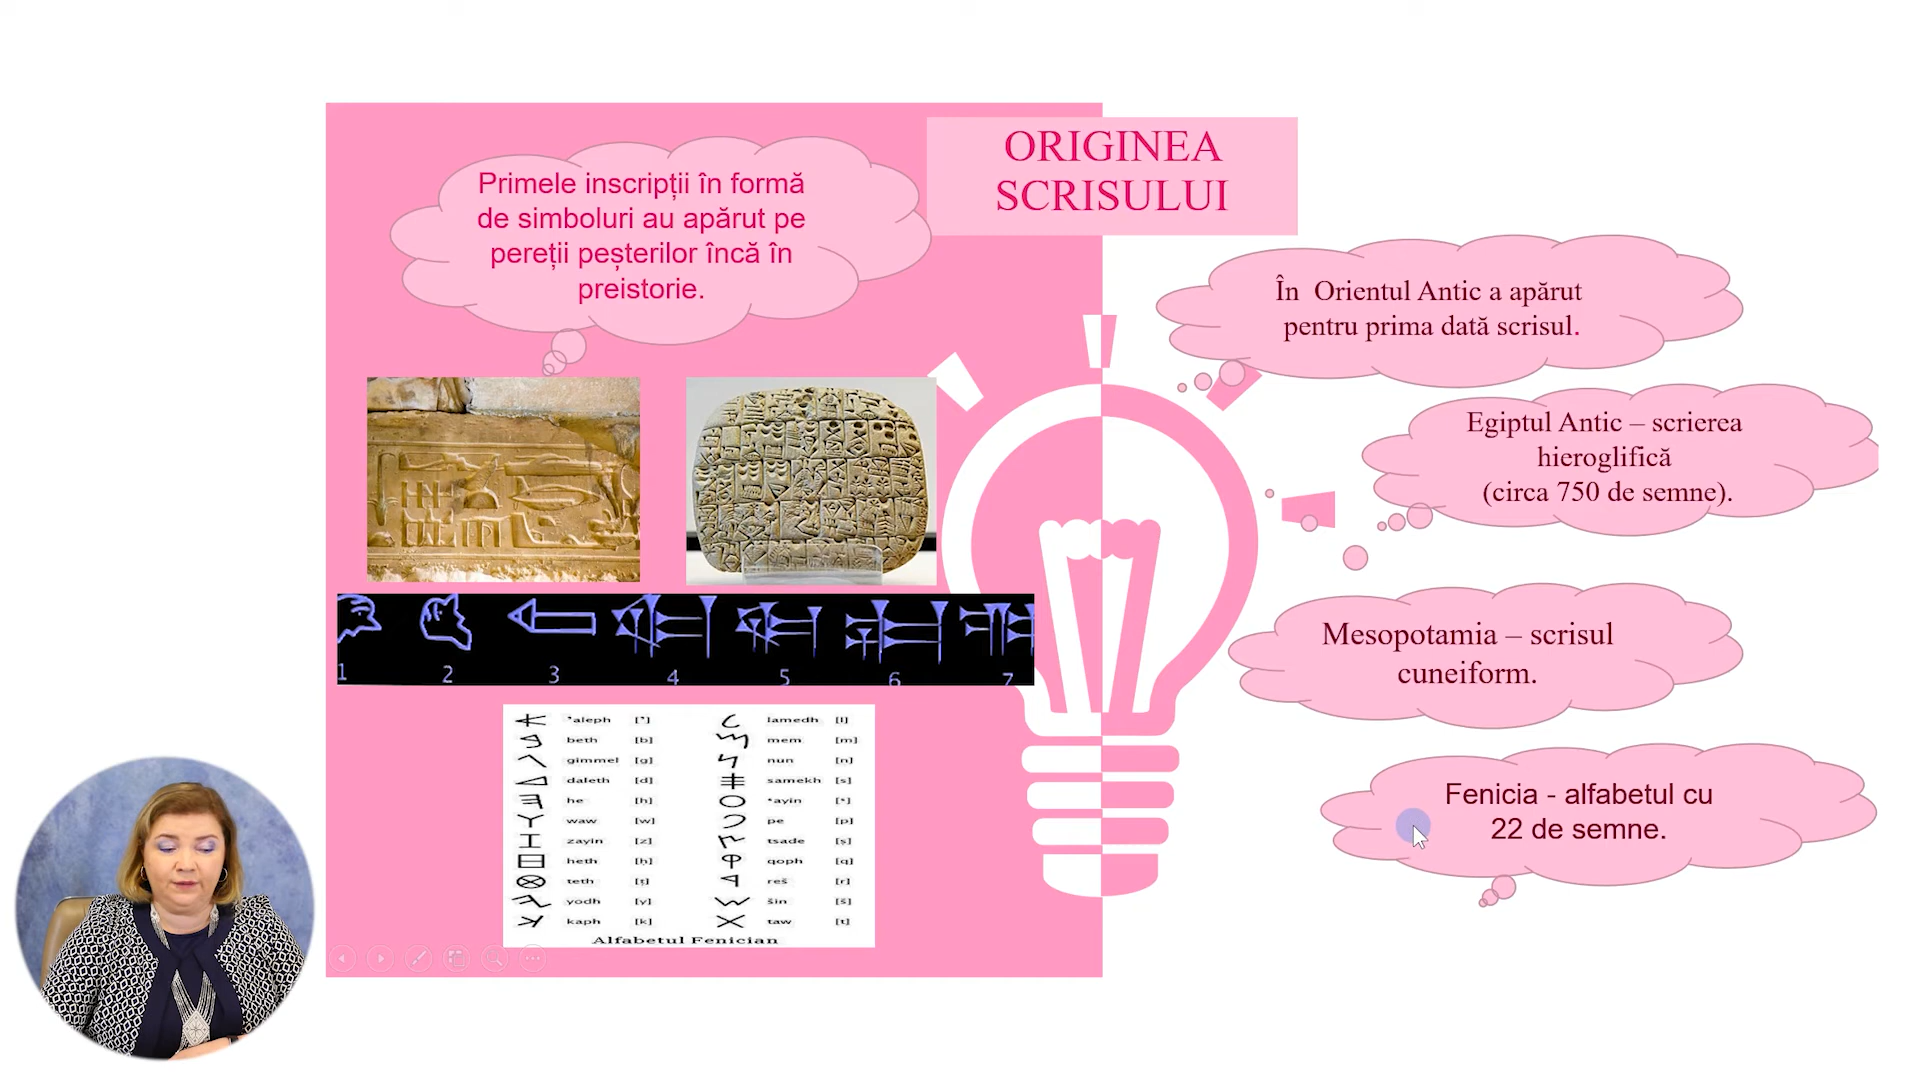 ORIGINEA
SCRISULUI
Primele inscripții în formă
de simboluri au apărut pe
pereții peșterilor încă în
preistorie.
În Orientul Antic a apărut
pentru prima dată scrisul.
Egiptul Antic – scrierea
hieroglifică
(circa 750 de semne).
Mesopotamia – scrisul
cuneiform.
Fenicia - alfabetul cu
22 de semne.
1 2 3 4 5 6 7
'aleph ['] lamedh [l]
beth [b] mem [m]
gimmel [g] nun [n]
daleth [d] samekh [s]
he [h] 'ayin [']
waw [w] pe [p]
zayin [z] tsade [ṣ]
heth [ḥ] qoph [q]
teth [ṭ] reš [r]
yodh [y] šin [š]
kaph [k] taw [t]
Alfabetul Fenician